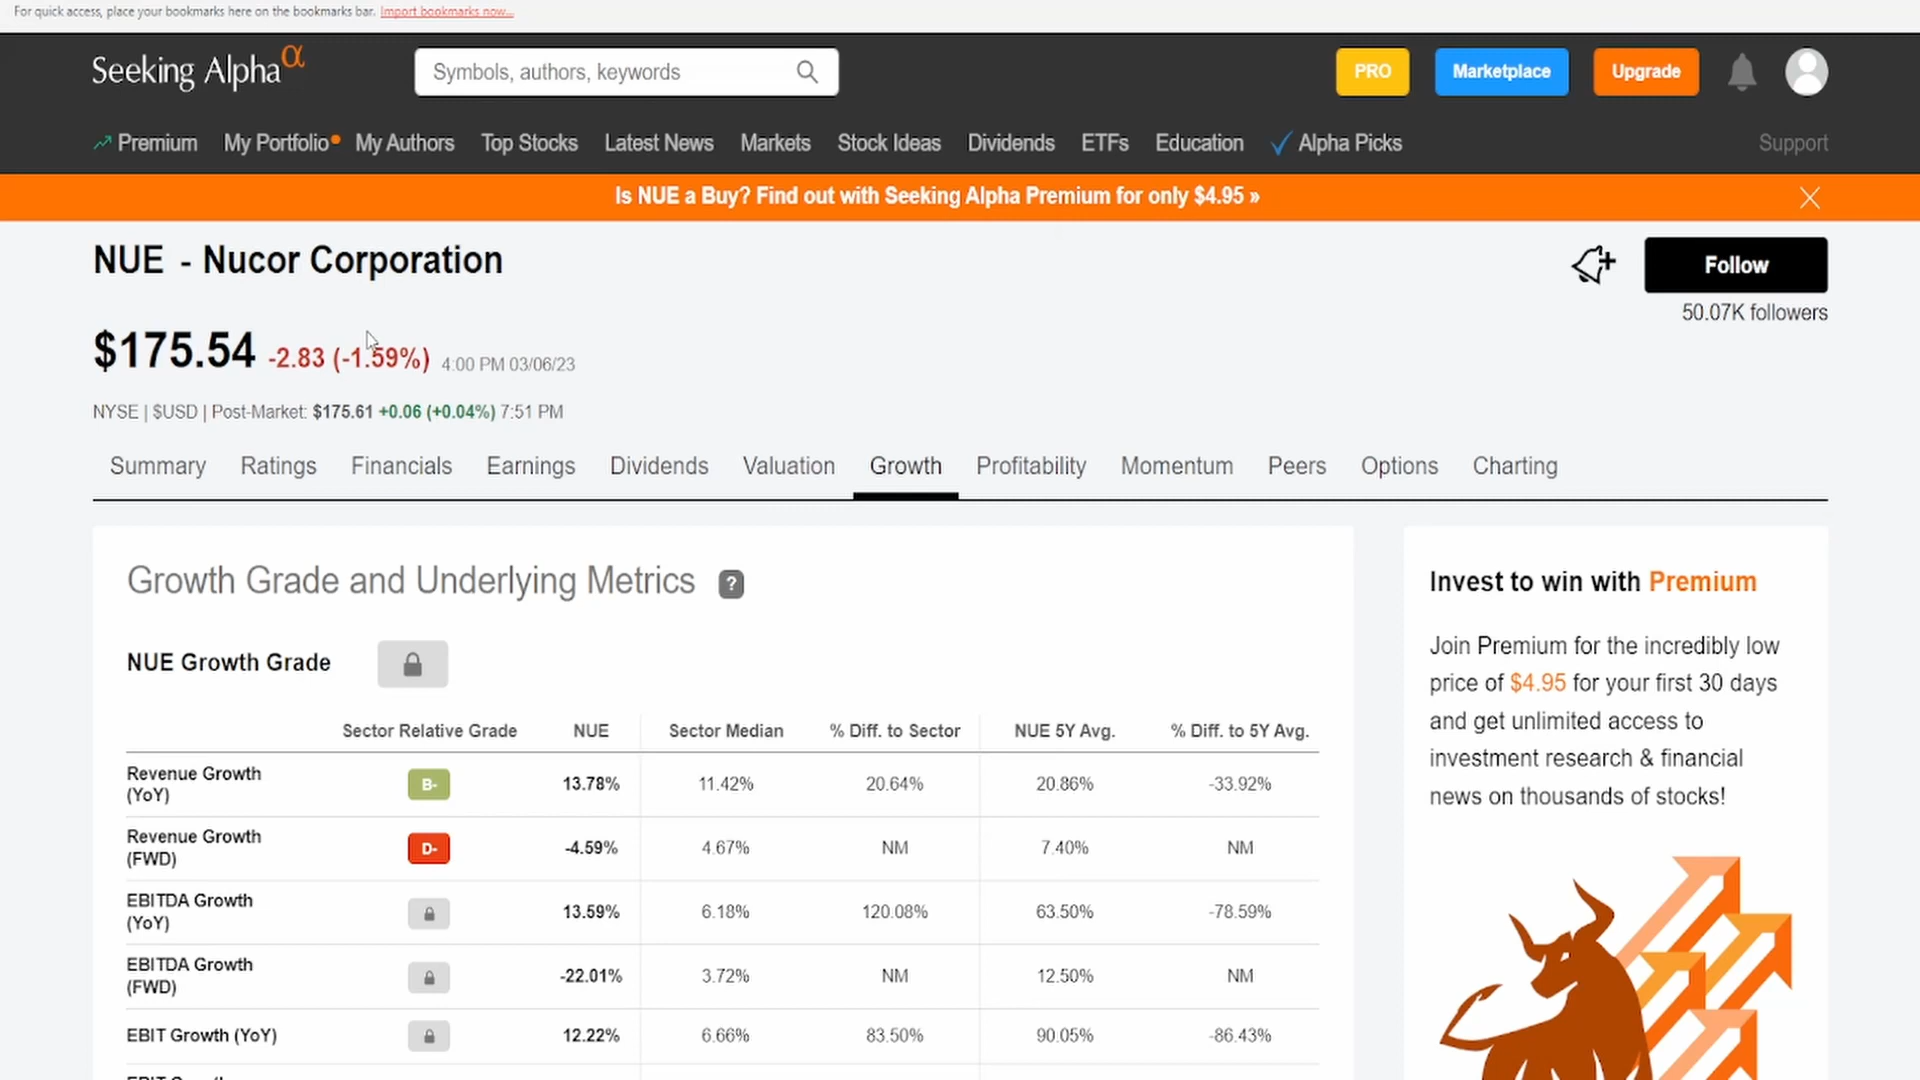 For quick access, place your bookmarks here on the bookmarks bar. Import bookmarks now...
Seeking Alpha α
Symbols, authors, keywords
PRO
Marketplace
Upgrade
Premium My Portfolio My Authors Top Stocks Latest News Markets Stock Ideas Dividends ETFs Education Alpha Picks Support
Is NUE a Buy? Find out with Seeking Alpha Premium for only $4.95 »
NUE - Nucor Corporation
Follow
50.07K followers
$175.54 -2.83 (-1.59%) 4:00 PM 03/06/23
NYSE | $USD | Post-Market: $175.61 +0.06 (+0.04%) 7:51 PM
Summary Ratings Financials Earnings Dividends Valuation Growth Profitability Momentum Peers Options Charting
Growth Grade and Underlying Metrics ?
NUE Growth Grade
Sector Relative Grade NUE Sector Median % Diff. to Sector NUE 5Y Avg. % Diff. to 5Y Avg.
Revenue Growth
(YoY)
B- 13.78% 11.42% 20.64% 20.86% -33.92%
Revenue Growth
(FWD)
D- -4.59% 4.67% NM 7.40% NM
EBITDA Growth
(YoY)
13.59% 6.18% 120.08% 63.50% -78.59%
EBITDA Growth
(FWD)
-22.01% 3.72% NM 12.50% NM
EBIT Growth (YoY) 12.22% 6.66% 83.50% 90.05% -86.43%
Invest to win with Premium
Join Premium for the incredibly low
price of $4.95 for your first 30 days
and get unlimited access to
investment research & financial
news on thousands of stocks!